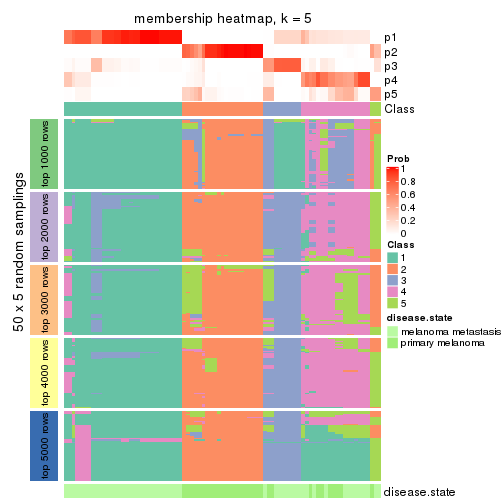 membership heatmap, k = 5
p1
p2
p3
p4
p5
Class
50 x 5 random samplings
top 1000 rows
top 2000 rows
top 3000 rows
top 4000 rows
top 5000 rows
disease.state
Prob
1
0.8
0.6
0.4
0.2
0
Class
1
2
3
4
5
disease.state
melanoma metastasis
primary melanoma